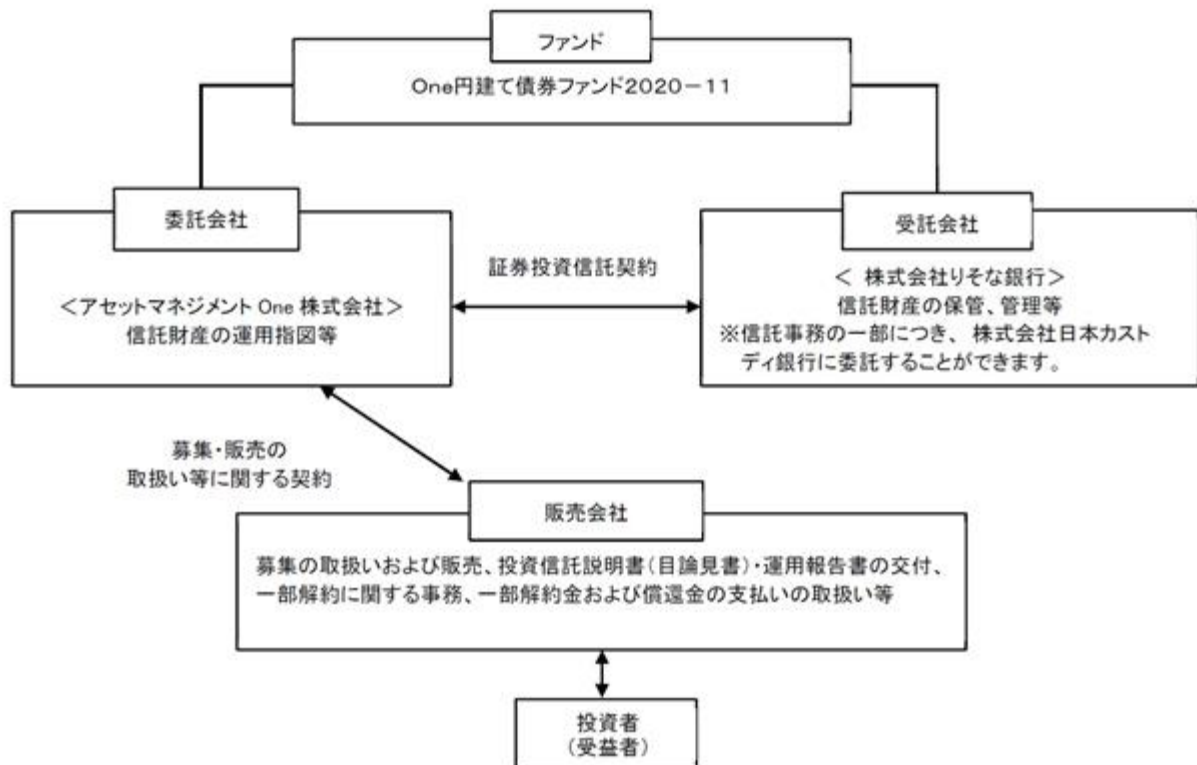 ファンド
One円建て債券ファンド2020－11
委託会社
＜アセットマネジメント One 株式会社＞
信託財産の運用指図等
証券投資信託契約
受託会社
＜ 株式会社りそな銀行＞
信託財産の保管、管理等
※信託事務の一部につき、 株式会社日本カスト
ディ銀行に委託することができます。
募集・販売の
取扱い等に関する契約
販売会社
募集の取扱いおよび販売、投資信託説明書（目論見書）・運用報告書の交付、
一部解約に関する事務、一部解約金および償還金の支払いの取扱い等
投資者
（受益者）